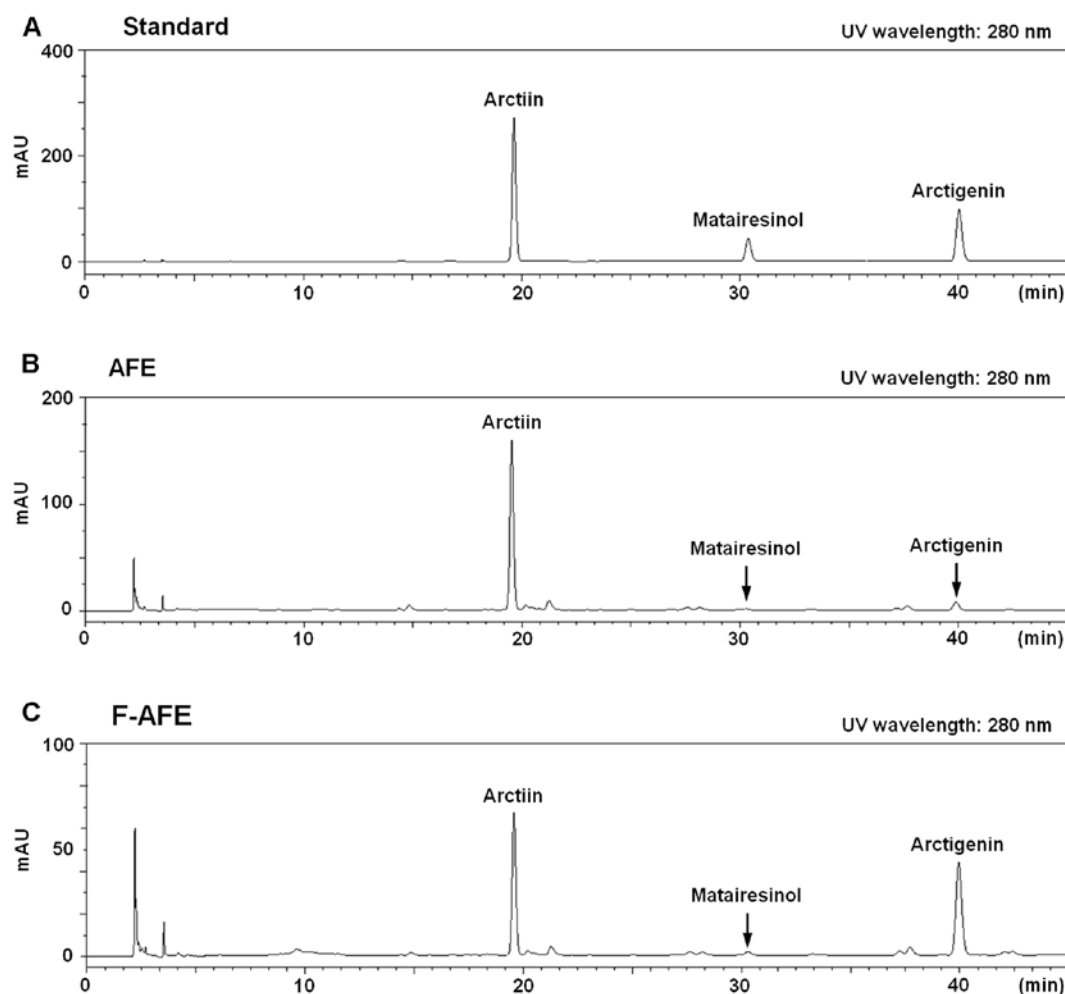 A Standard UV wavelength: 280 nm
400
Arctiin
200
mAU
Matairesinol
Arctigenin
0
0 10 20 30 40 (min)
B AFE UV wavelength: 280 nm
200
Arctiin
100
mAU
Matairesinol
Arctigenin
0
0 10 20 30 40 (min)
C F-AFE UV wavelength: 280 nm
100
Arctiin
50
mAU
Matairesinol
Arctigenin
0
0 10 20 30 40 (min)